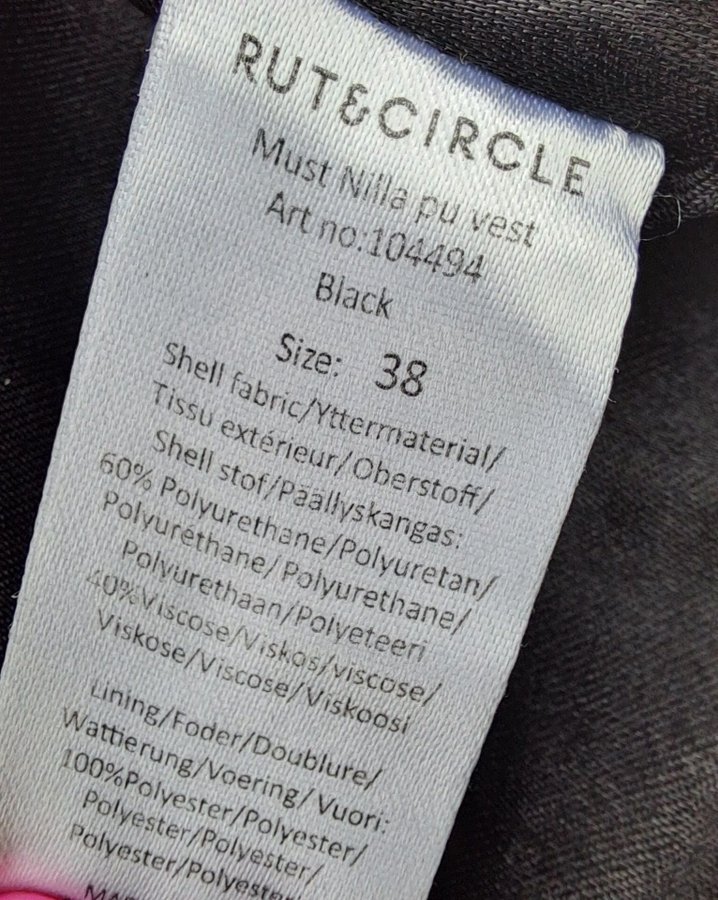 RUT&CIRCLE
Must Nilla pu vest
Art no:104494
Black
Size: 38
Shell fabric/Yttermaterial/
Tissu extérieur/Oberstoff/
Shell stof/Päällyskangas:
60% Polyurethane/Polyuretan/
Polyuréthane/Polyurethane/
Polyurethaan/Polyeteeri
40%Viscose/Viskos/viscose/
Viskose/Viscose/Viskoosi
Lining/Foder/Doublure/
Wattierung/Voering/Vuori:
100%Polyester/Polyester/
Polyester/Polyester/
Polyester/Polyester